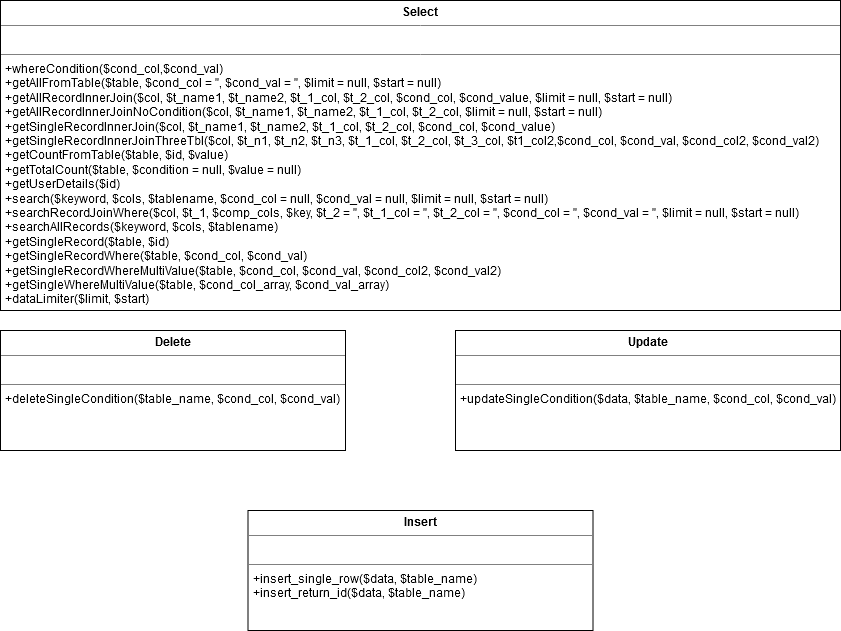 Select
+whereCondition($cond_col,$cond_val)
+getAllFromTable($table, $cond_col = '', $cond_val = '', $limit = null, $start = null)
+getAllRecordInnerJoin($col, $t_name1, $t_name2, $t_1_col, $t_2_col, $cond_col, $cond_value, $limit = null, $start = null)
+getAllRecordInnerJoinNoCondition($col, $t_name1, $t_name2, $t_1_col, $t_2_col, $limit = null, $start = null)
+getSingleRecordInnerJoin($col, $t_name1, $t_name2, $t_1_col, $t_2_col, $cond_col, $cond_value)
+getSingleRecordInnerJoinThreeTbl($col, $t_n1, $t_n2, $t_n3, $t_1_col, $t_2_col, $t_3_col, $t1_col2,$cond_col, $cond_val, $cond_col2, $cond_val2)
+getCountFromTable($table, $id, $value)
+getTotalCount($table, $condition = null, $value = null)
+getUserDetails($id)
+search($keyword, $cols, $tablename, $cond_col = null, $cond_val = null, $limit = null, $start = null)
+searchRecordJoinWhere($col, $t_1, $comp_cols, $key, $t_2 = '', $t_1_col = '', $t_2_col = '', $cond_col = '', $cond_val = '', $limit = null, $start = null)
+searchAllRecords($keyword, $cols, $tablename)
+getSingleRecord($table, $id)
+getSingleRecordWhere($table, $cond_col, $cond_val)
+getSingleRecordWhereMultiValue($table, $cond_col, $cond_val, $cond_col2, $cond_val2)
+getSingleWhereMultiValue($table, $cond_col_array, $cond_val_array)
+dataLimiter($limit, $start)
Delete
+deleteSingleCondition($table_name, $cond_col, $cond_val)
Update
+updateSingleCondition($data, $table_name, $cond_col, $cond_val)
Insert
+insert_single_row($data, $table_name)
+insert_return_id($data, $table_name)